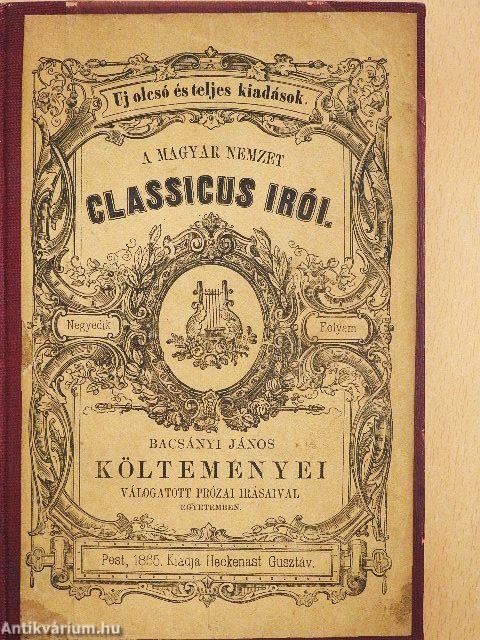 Uj olcsó és teljes kiadások.
A MAGYAR NEMZET
CLASSICUS IRÓI.
Negyedik Folyam
BACSÁNYI JÁNOS
KÖLTEMÉNYEI
VÁLOGATOTT PRÓZAI IRÁSAIVAL
EGYETEMBEN.
Pest, 1865. Kiadja Heckenast Gusztáv.
Antikvárium.hu